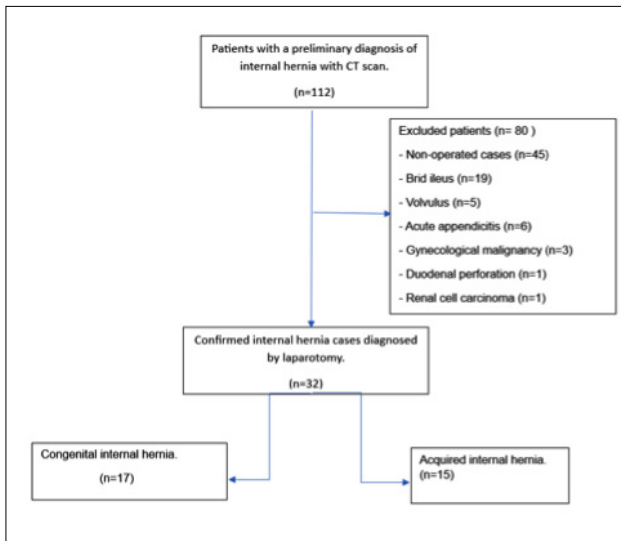 Patients with a preliminary diagnosis of
internal hernia with CT scan.
(n=112)
Excluded patients (n= 80 )
- Non-operated cases (n=45)
- Brid ileus (n=19)
- Volvulus (n=5)
- Acute appendicitis (n=6)
- Gynecological malignancy (n=3)
- Duodenal perforation (n=1)
- Renal cell carcinoma (n=1)
Confirmed internal hernia cases diagnosed
by laparotomy.
(n=32)
Congenital internal hernia.
(n=17)
Acquired internal hernia.
(n=15)